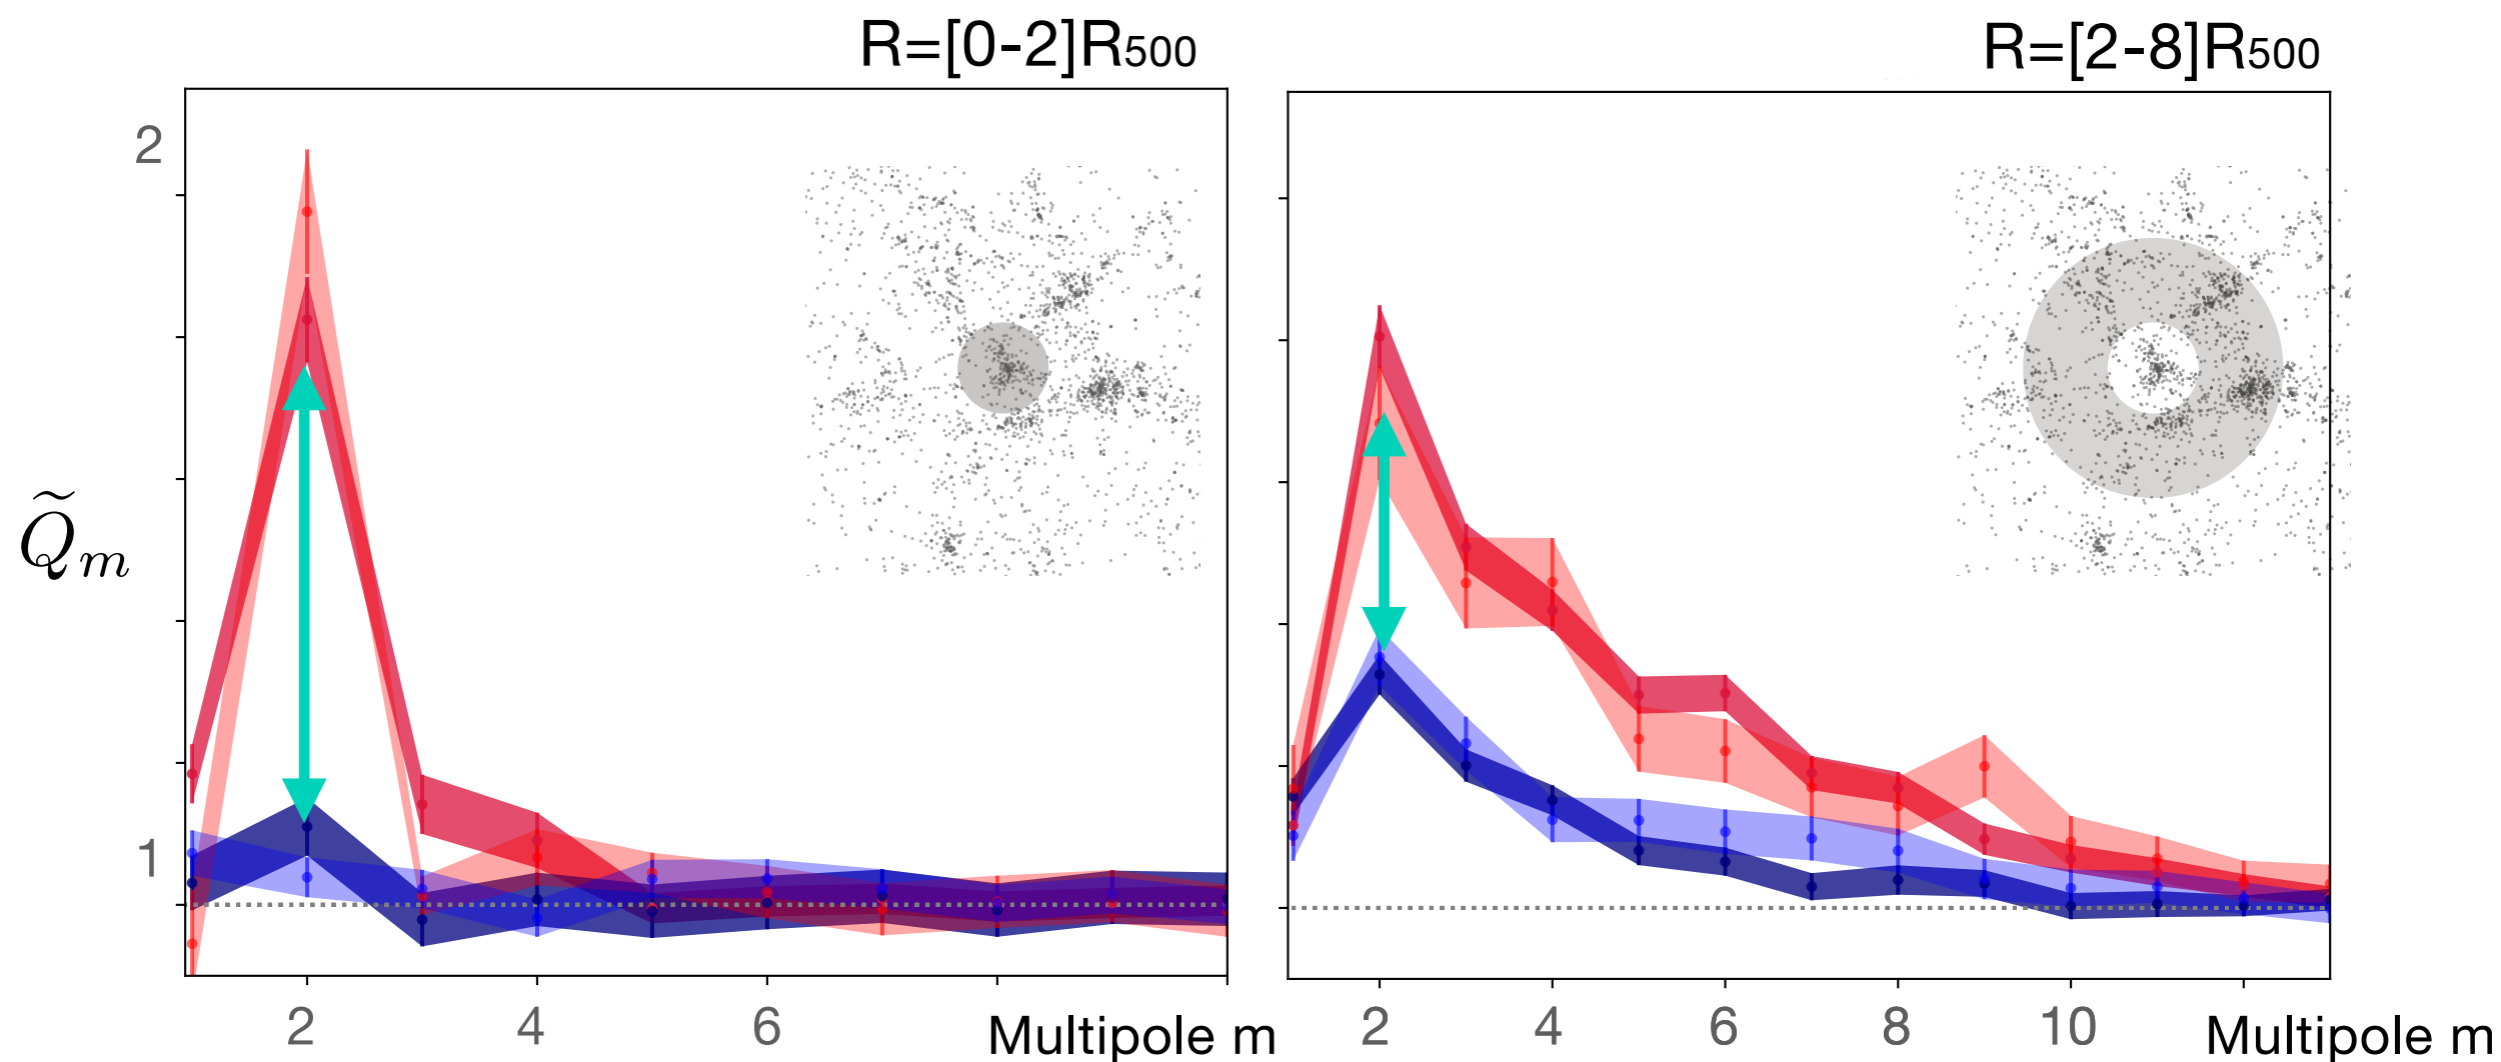 R=[0-2]R500
R=[2-8]R500
2
1
Q̃m
2 4 6
Multipole m
2 4 6 8 10
Multipole m